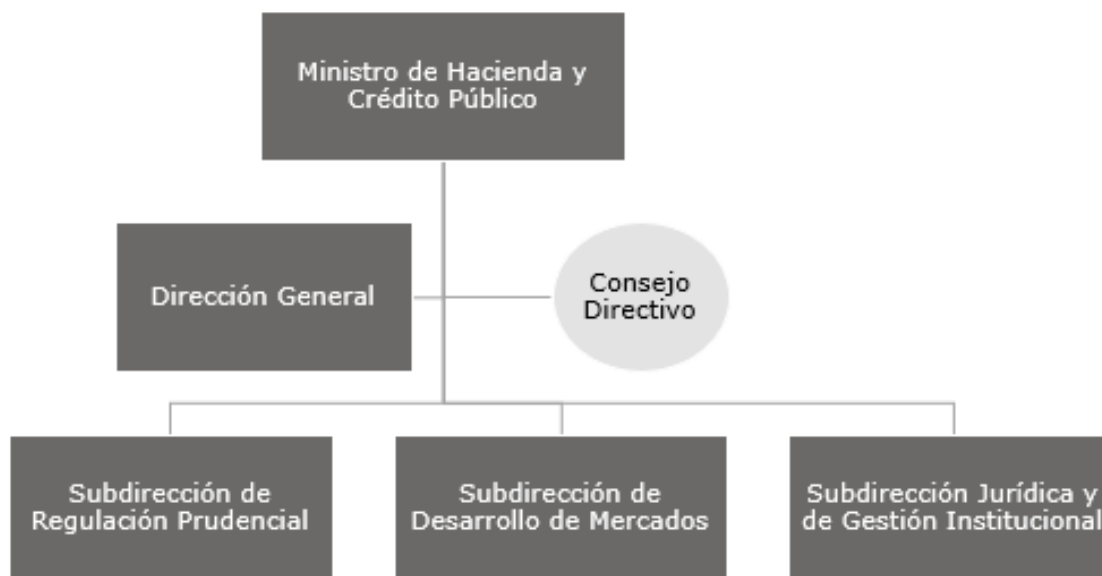 Ministro de Hacienda y
Crédito Público
Dirección General
Consejo
Directivo
Subdirección de
Regulación Prudencial
Subdirección de
Desarrollo de Mercados
Subdirección Jurídica y
de Gestión Institucional